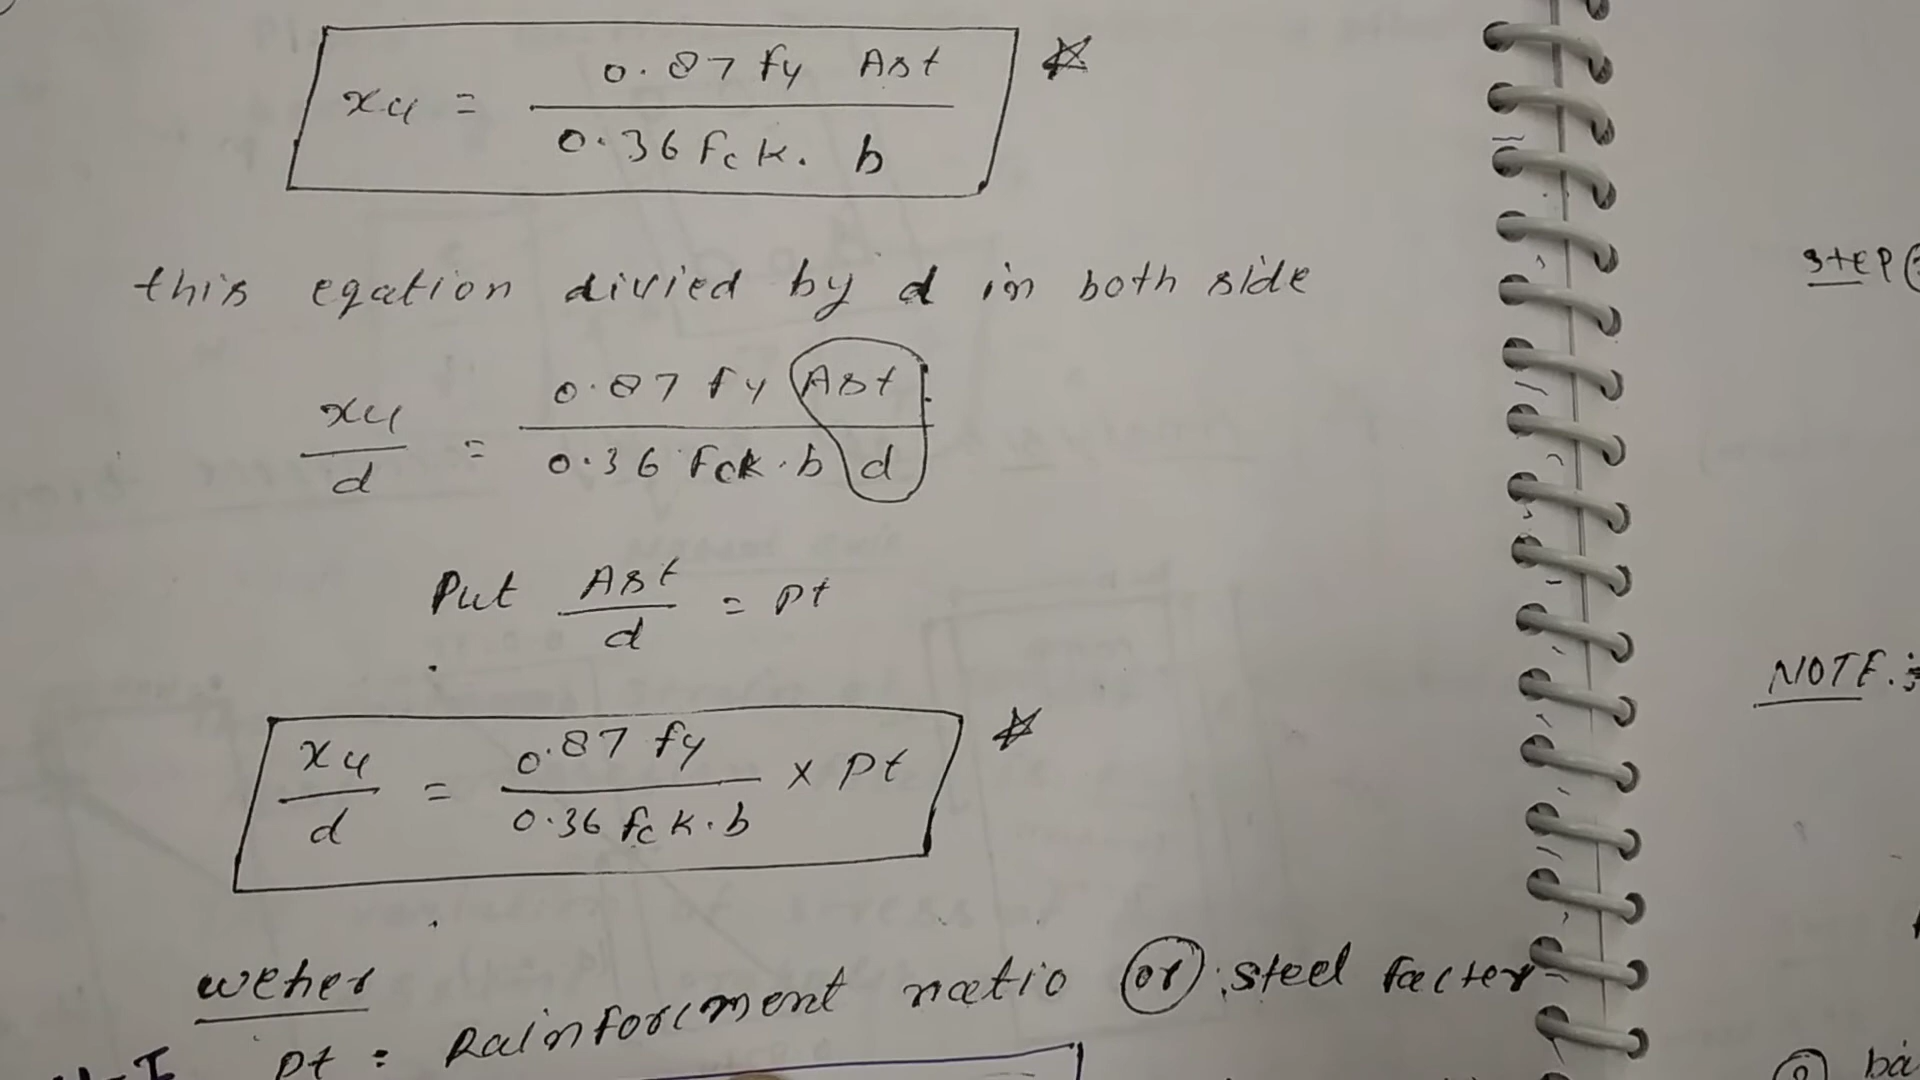 xu = 0.87 fy Ast / 0.36 fck. b
this eqation divied by d in both side
xu / d = 0.87 fy Ast / 0.36 fck. b d
Put Ast / d = pt
xu / d = 0.87 fy / 0.36 fck. b x pt
weher
pt = Rainforcment ratio or steel factor
step
NOTE: